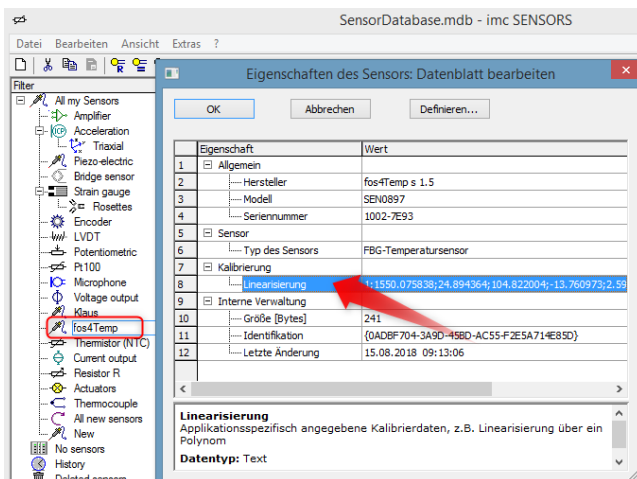 SensorDatabase.mdb - imc SENSORS
Datei Bearbeiten Ansicht Extras ?
Filter
All my Sensors
Amplifier
Acceleration
Triaxial
Piezo-electric
Bridge sensor
Strain gauge
Rosettes
Encoder
LVDT
Potentiometric
Pt100
Microphone
Voltage output
Klaus
fos4Temp
Thermistor (NTC)
Current output
Resistor R
Actuators
Thermocouple
All new sensors
New
No sensors
History
Deleted sensors
Eigenschaften des Sensors: Datenblatt bearbeiten
OK Abbrechen Definieren...
Eigenschaft Wert
1 Allgemein
2 Hersteller fos4Temp s 1.5
3 Modell SEN0897
4 Seriennummer 1002-7E93
5 Sensor
6 Typ des Sensors FBG-Temperatursensor
7 Kalibrierung
8 Linearisierung 1:1550.075838;24.894364;104.822004;-13.760973;2.59
9 Interne Verwaltung
10 Größe [Bytes] 241
11 Identifikation {0ADBF704-3A9D-45BD-AC55-F2E5A714E85D}
12 Letzte Änderung 15.08.2018 09:13:06
Linearisierung
Applikationsspezifisch angegebene Kalibrierdaten, z.B. Linearisierung über ein
Polynom
Datentyp: Text